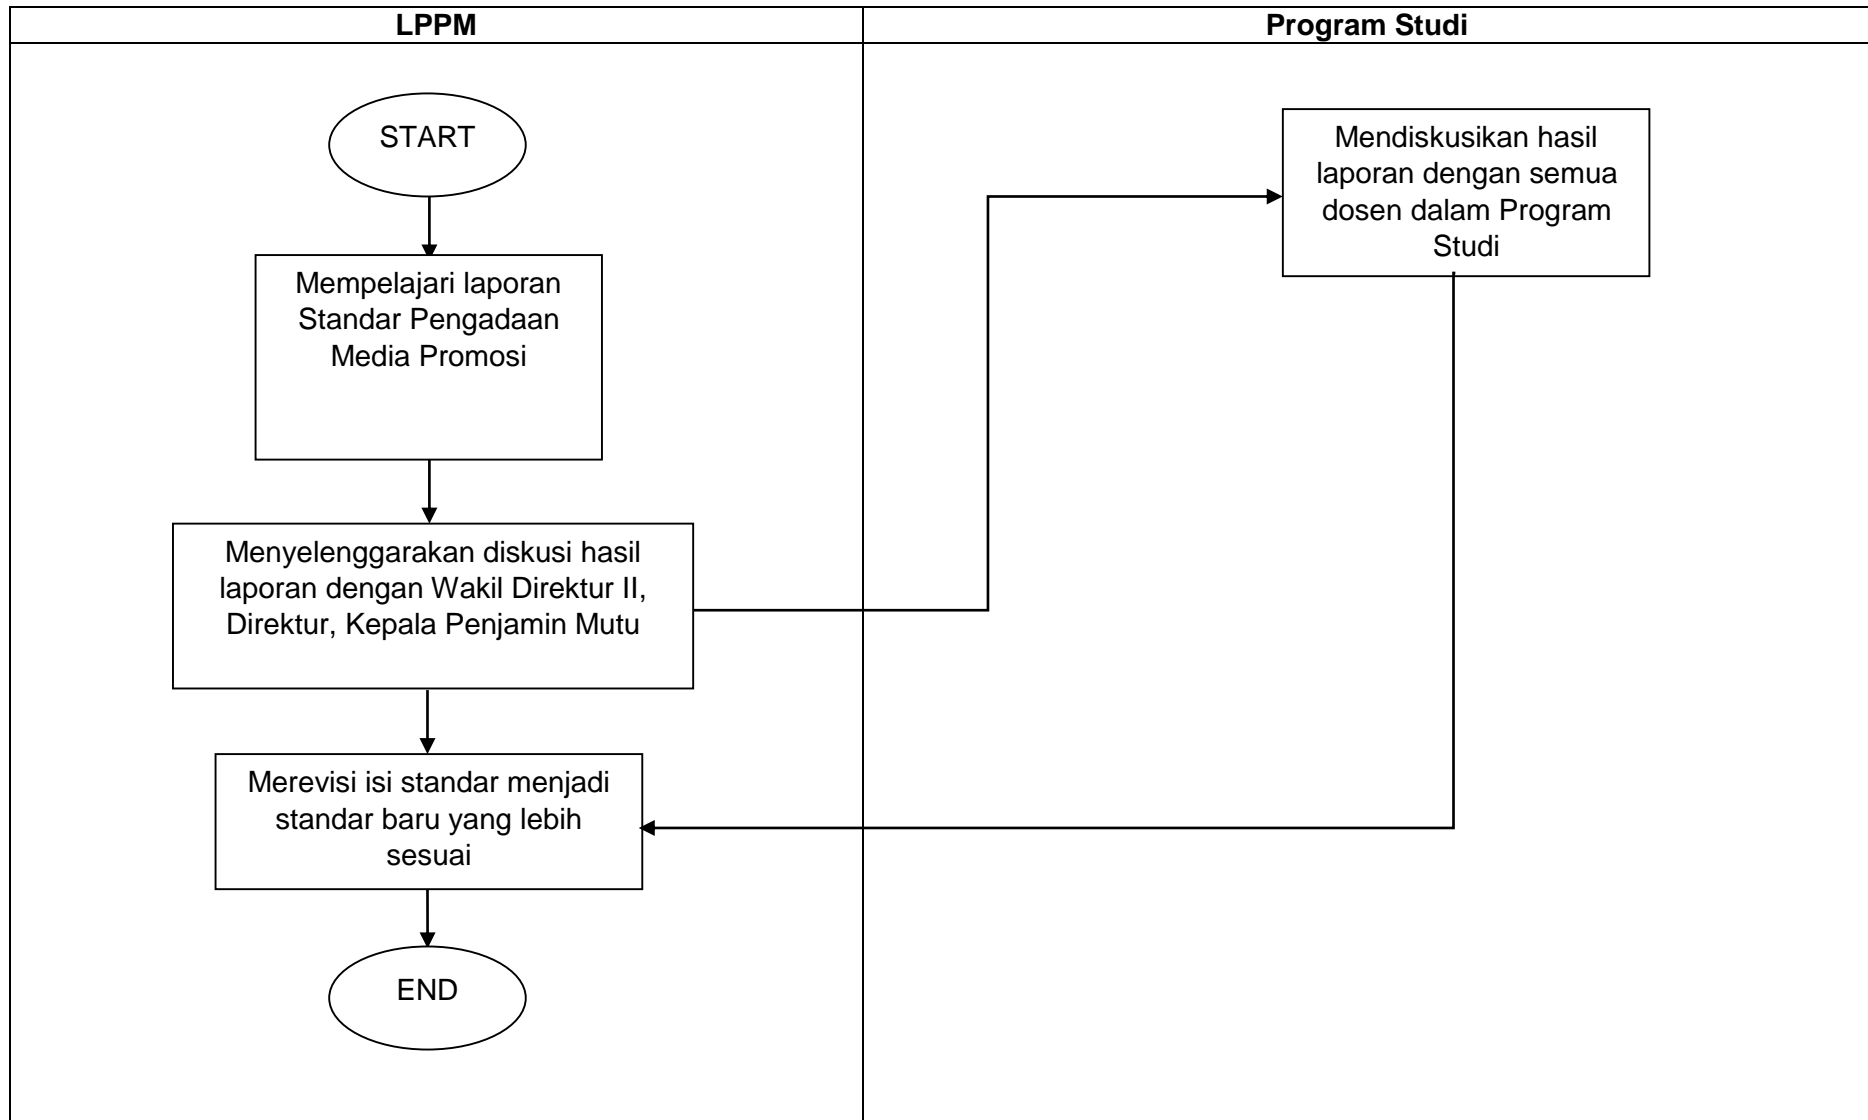 LPPM
Program Studi
START
Mendiskusikan hasil
laporan dengan semua
dosen dalam Program
Studi
Mempelajari laporan
Standar Pengadaan
Media Promosi
Menyelenggarakan diskusi hasil
laporan dengan Wakil Direktur II,
Direktur, Kepala Penjamin Mutu
Merevisi isi standar menjadi
standar baru yang lebih
sesuai
END